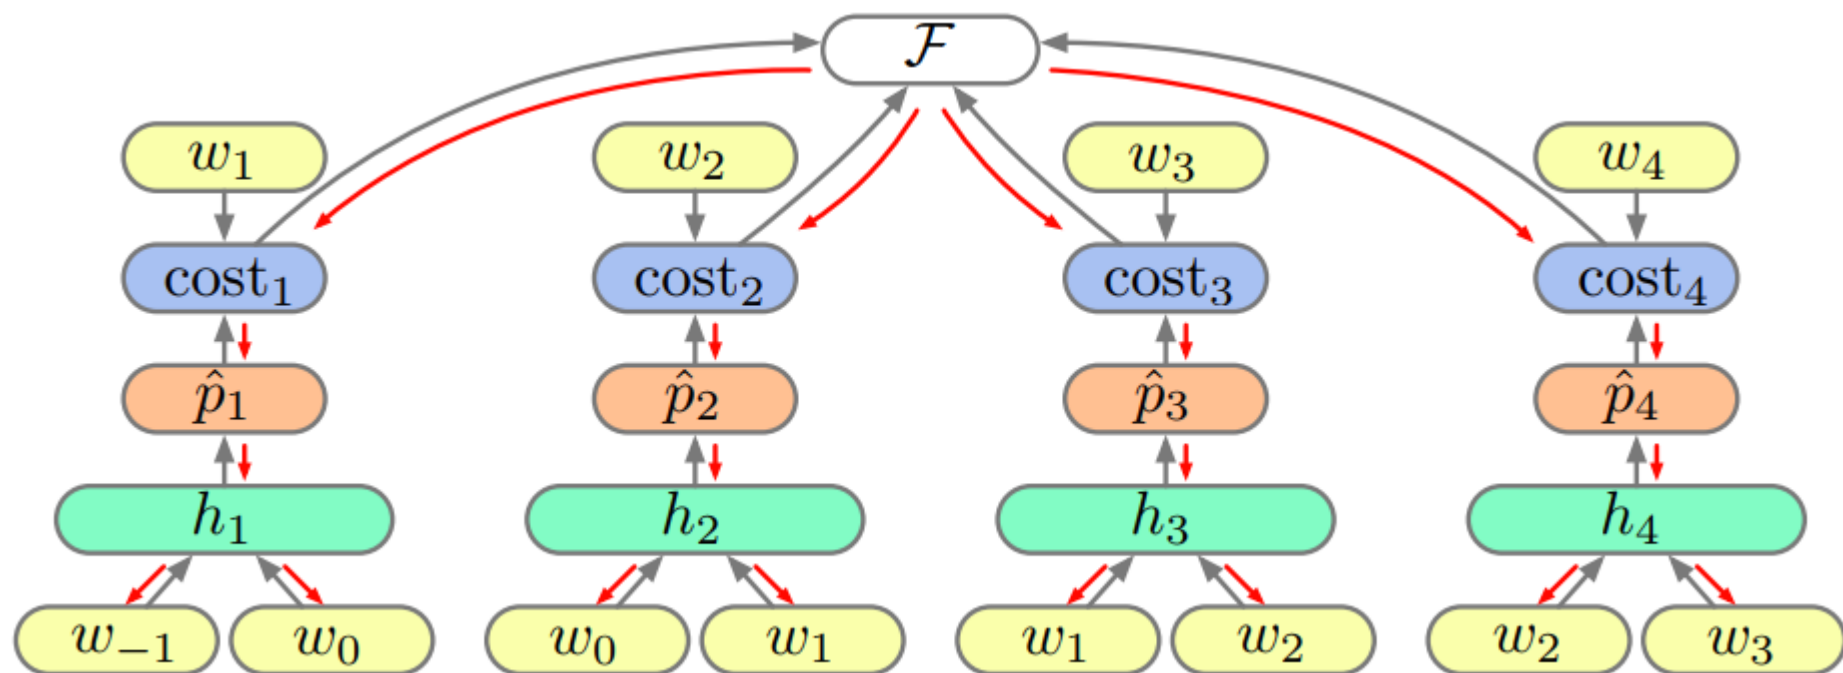 ℱ
w₁ w₂ w₃ w₄
cost₁ cost₂ cost₃ cost₄
p̂₁ p̂₂ p̂₃ p̂₄
h₁ h₂ h₃ h₄
w₋₁ w₀ w₀ w₁ w₁ w₂ w₂ w₃